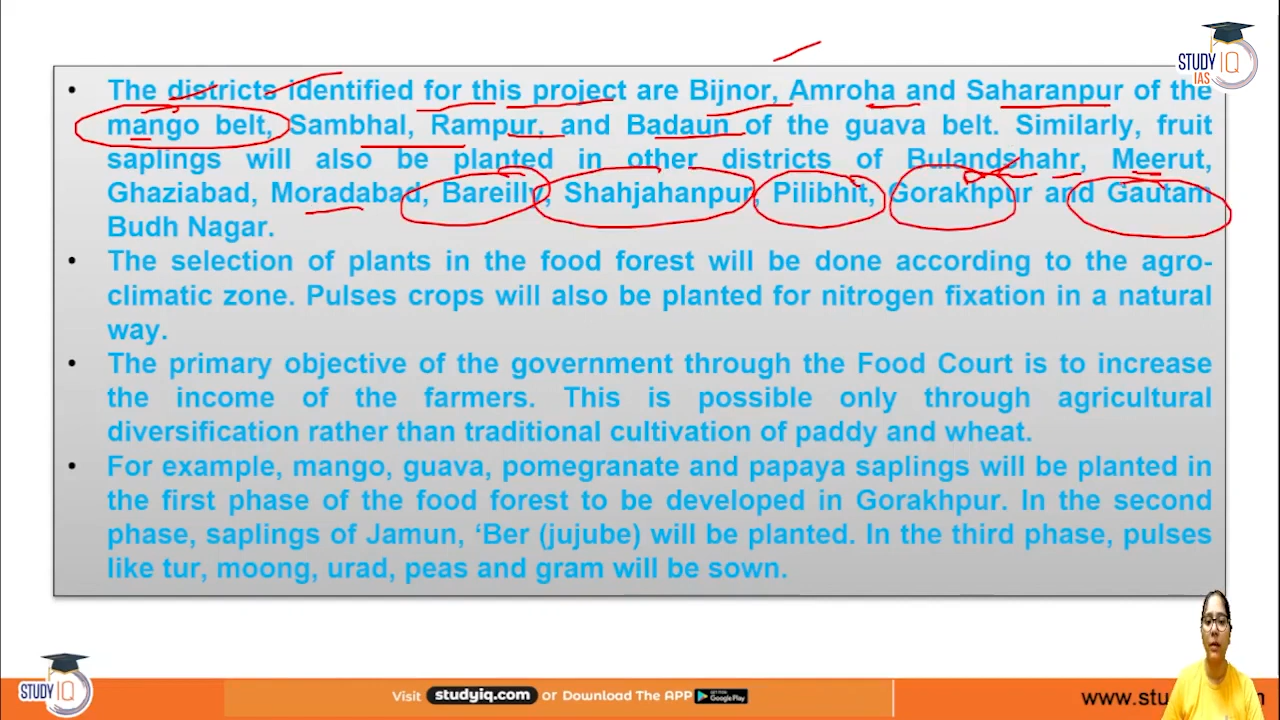 STUDY IQ
IAS
• The districts identified for this project are Bijnor, Amroha and Saharanpur of the
mango belt, Sambhal, Rampur, and Badaun of the guava belt. Similarly, fruit
saplings will also be planted in other districts of Bulandshahr, Meerut,
Ghaziabad, Moradabad, Bareilly, Shahjahanpur, Pilibhit, Gorakhpur and Gautam
Budh Nagar.
• The selection of plants in the food forest will be done according to the agro-
climatic zone. Pulses crops will also be planted for nitrogen fixation in a natural
way.
• The primary objective of the government through the Food Court is to increase
the income of the farmers. This is possible only through agricultural
diversification rather than traditional cultivation of paddy and wheat.
• For example, mango, guava, pomegranate and papaya saplings will be planted in
the first phase of the food forest to be developed in Gorakhpur. In the second
phase, saplings of Jamun, ‘Ber (jujube) will be planted. In the third phase, pulses
like tur, moong, urad, peas and gram will be sown.
STUDY IQ
Visit studyiq.com or Download The APP Google Play
www.stu